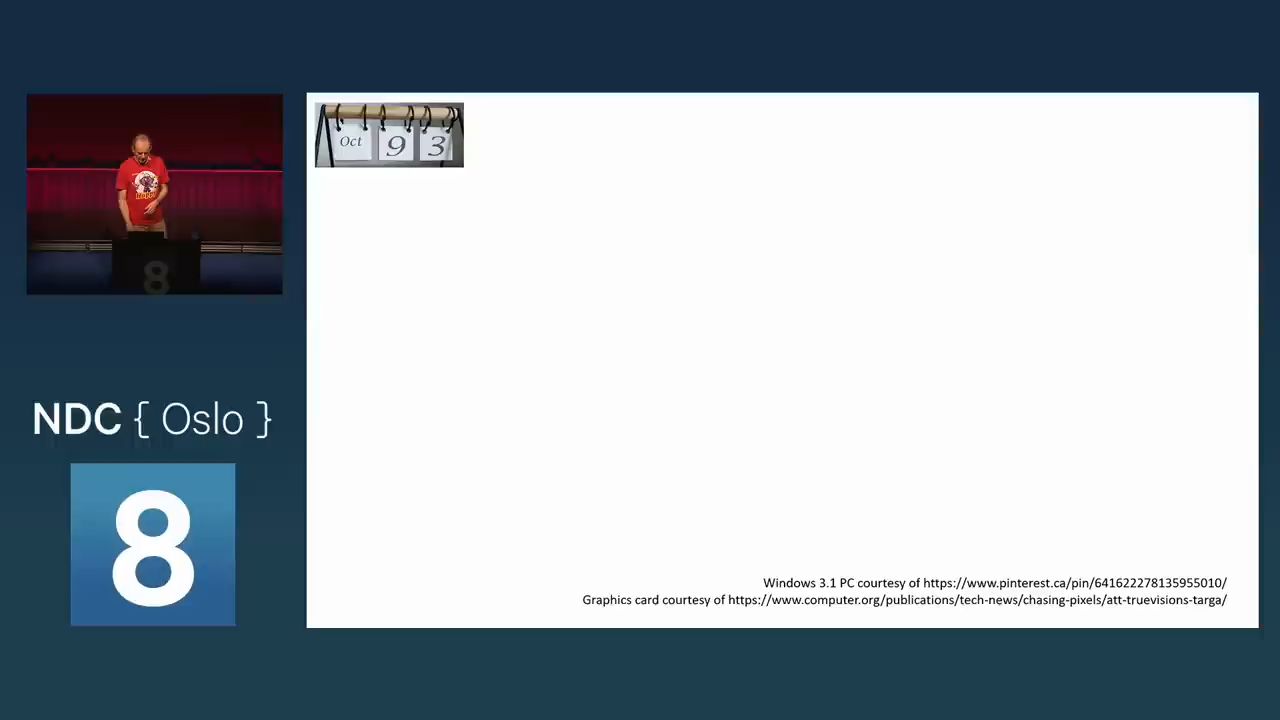 Oct 9 3
8
NDC { Oslo }
8
Windows 3.1 PC courtesy of https://www.pinterest.ca/pin/641622278135955010/
Graphics card courtesy of https://www.computer.org/publications/tech-news/chasing-pixels/att-truevisions-targa/